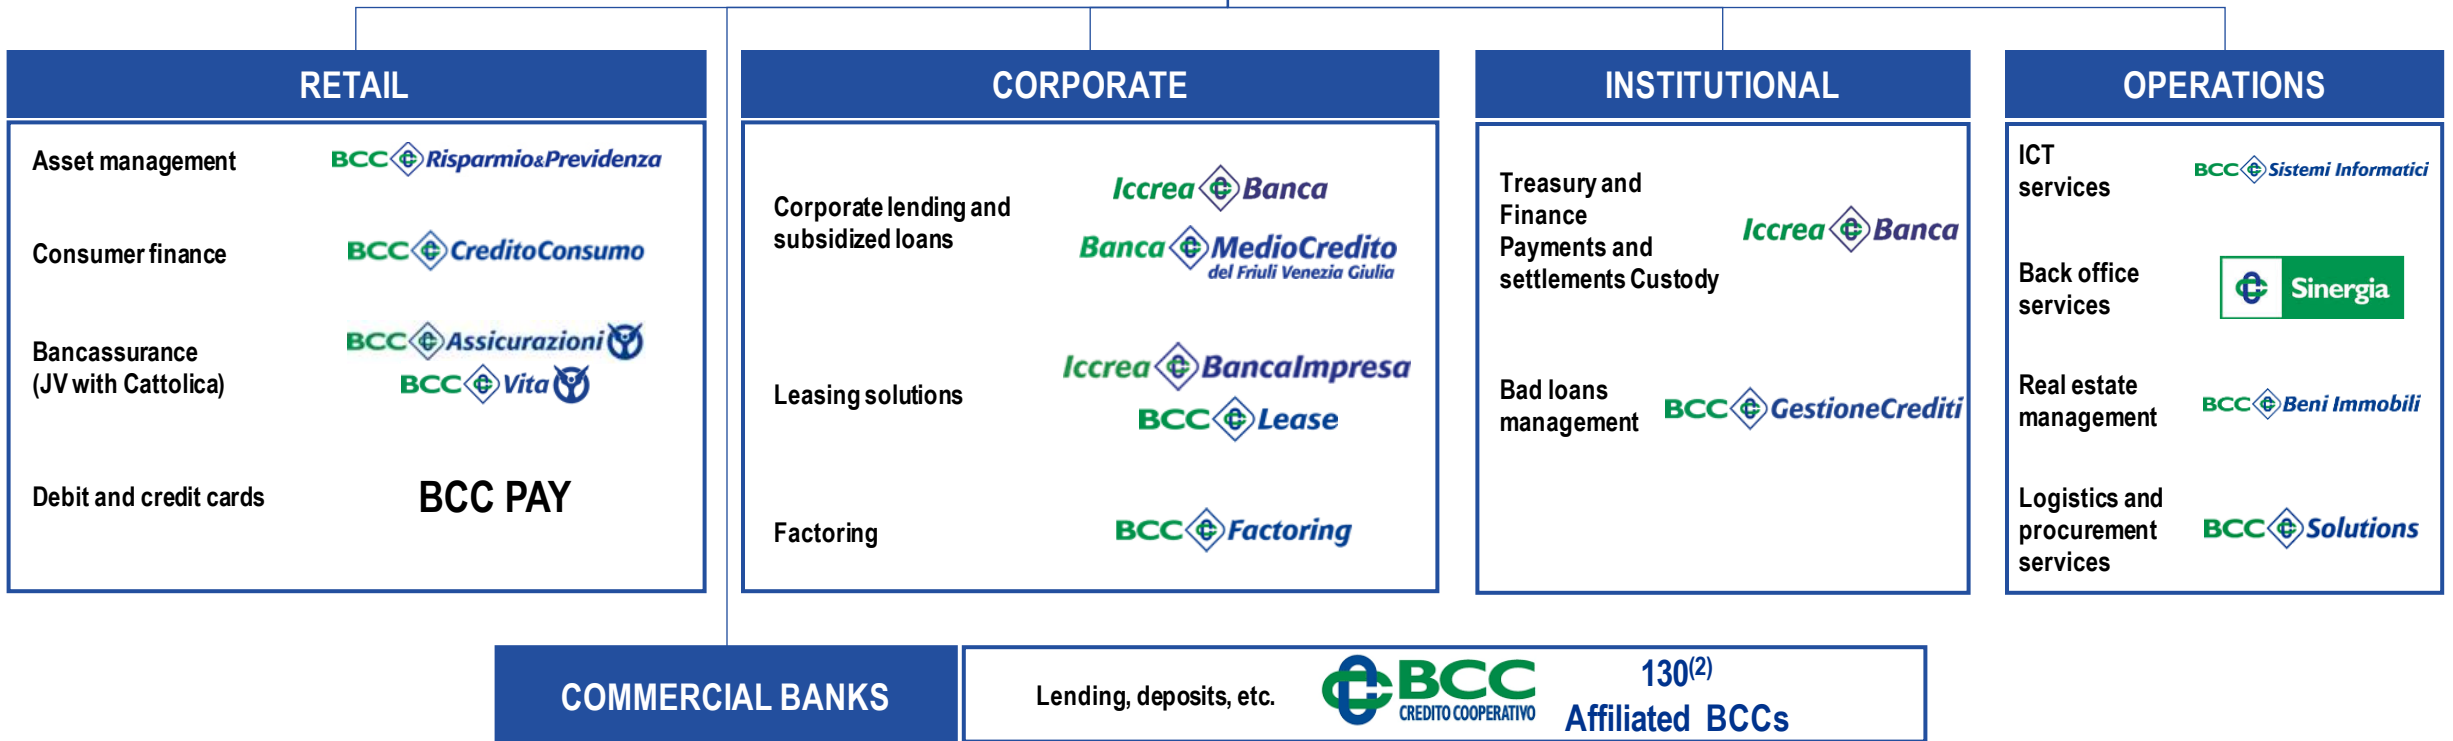 RETAIL
Asset management
BCC Risparmio&Previdenza
Consumer finance
BCC CreditoConsumo
Bancassurance
(JV with Cattolica)
BCC Assicurazioni
BCC Vita
Debit and credit cards
BCC PAY
CORPORATE
Corporate lending and
subsidized loans
Iccrea Banca
Banca MedioCredito
del Friuli Venezia Giulia
Leasing solutions
Iccrea BancaImpresa
BCC Lease
Factoring
BCC Factoring
INSTITUTIONAL
Treasury and
Finance
Payments and
settlements Custody
Iccrea Banca
Bad loans
management
BCC GestioneCrediti
OPERATIONS
ICT
services
BCC Sistemi Informatici
Back office
services
Sinergia
Real estate
management
BCC Beni Immobili
Logistics and
procurement
services
BCC Solutions
COMMERCIAL BANKS
Lending, deposits, etc.
BCC
CREDITO COOPERATIVO
130(2)
Affiliated BCCs